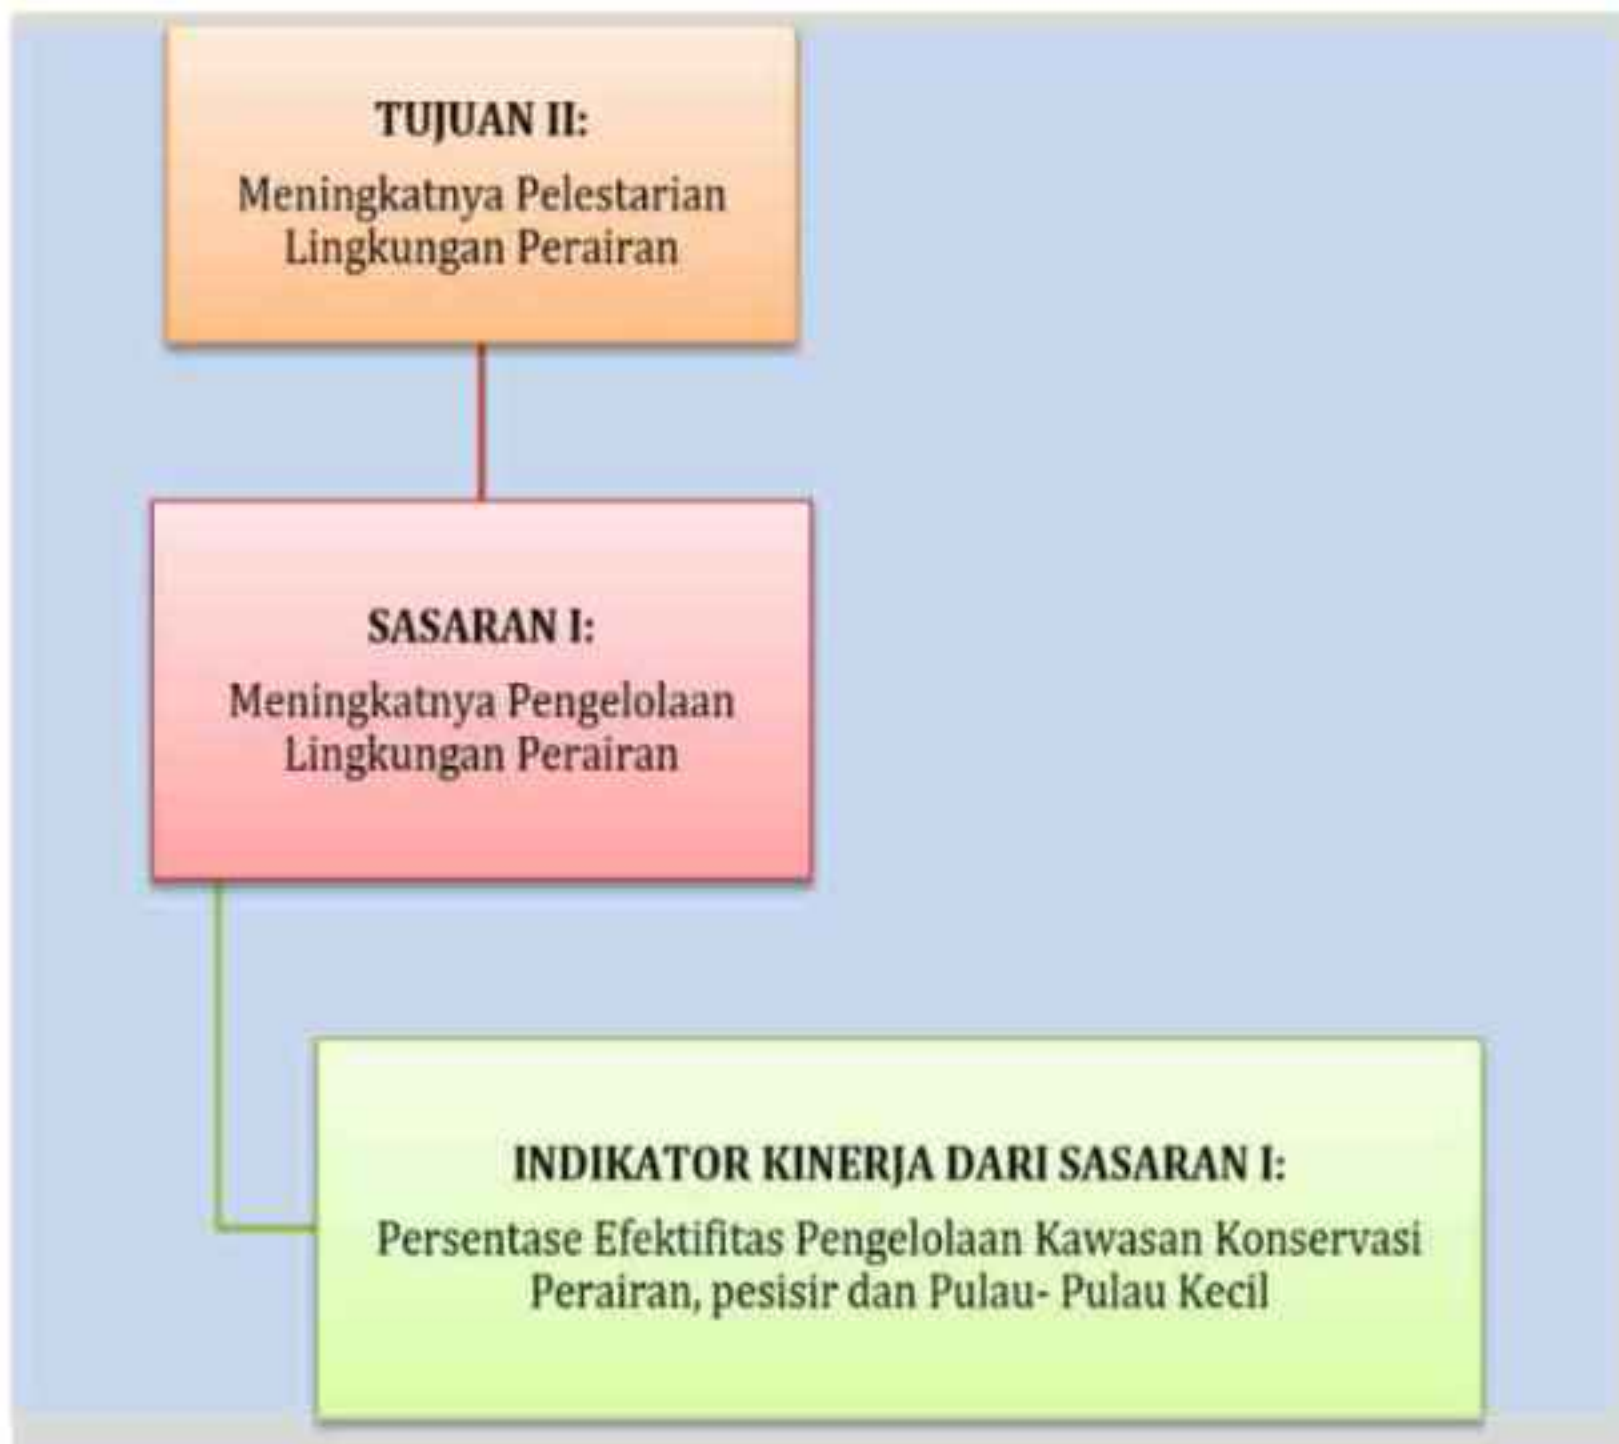 TUJUAN II:
Meningkatnya Pelestarian
Lingkungan Perairan
SASARAN I:
Meningkatnya Pengelolaan
Lingkungan Perairan
INDIKATOR KINERJA DARI SASARAN I:
Persentase Efektifitas Pengelolaan Kawasan Konservasi
Perairan, pesisir dan Pulau- Pulau Kecil